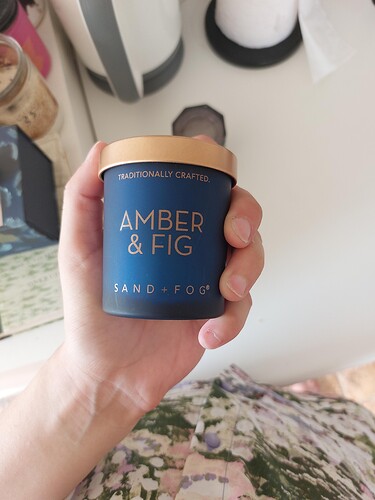 TRADITIONALLY CRAFTED.
AMBER
& FIG
SAND + FOG®